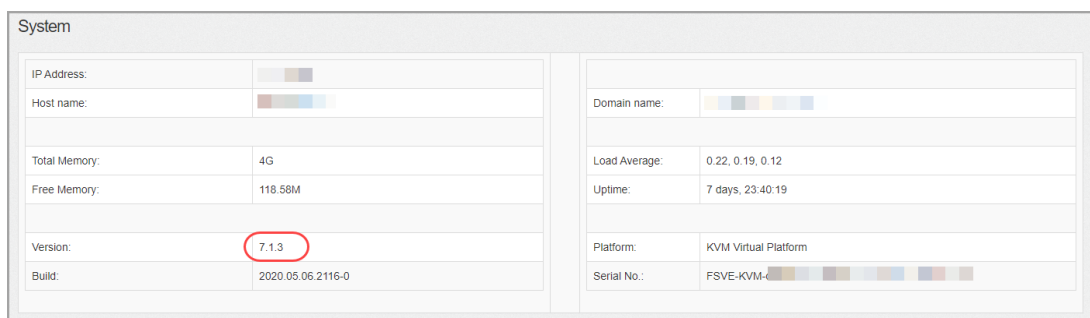 System
IP Address:
Host name:
Domain name:
Total Memory: 4G
Load Average: 0.22, 0.19, 0.12
Free Memory: 118.58M
Uptime: 7 days, 23:40:19
Version: 7.1.3
Platform: KVM Virtual Platform
Build: 2020.05.06.2116-0
Serial No.: FSVE-KVM-